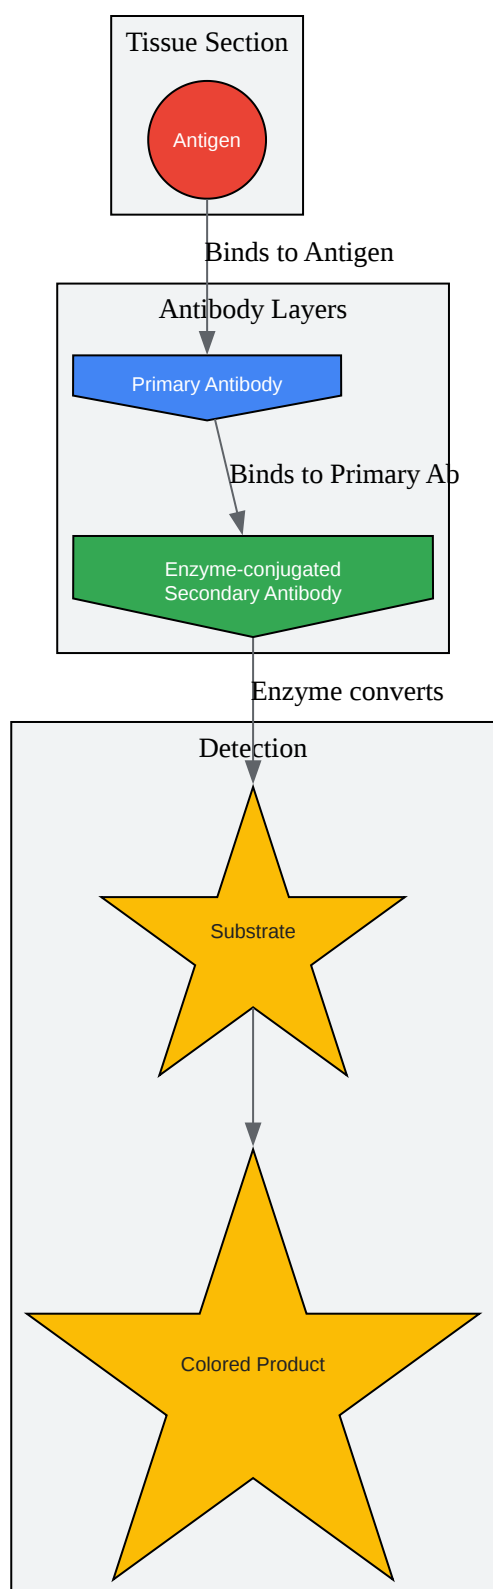 Tissue Section
Antigen
Binds to Antigen
Antibody Layers
Primary Antibody
Binds to Primary Ab
Enzyme-conjugated
Secondary Antibody
Enzyme converts
Detection
Substrate
Colored Product